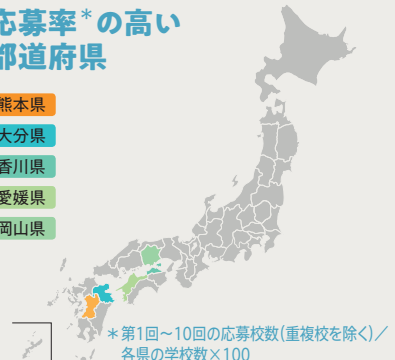 応募率*の高い
都道府県
熊本県
大分県
香川県
愛媛県
岡山県
*第1回～10回の応募校数(重複校を除く)／
各県の学校数×100